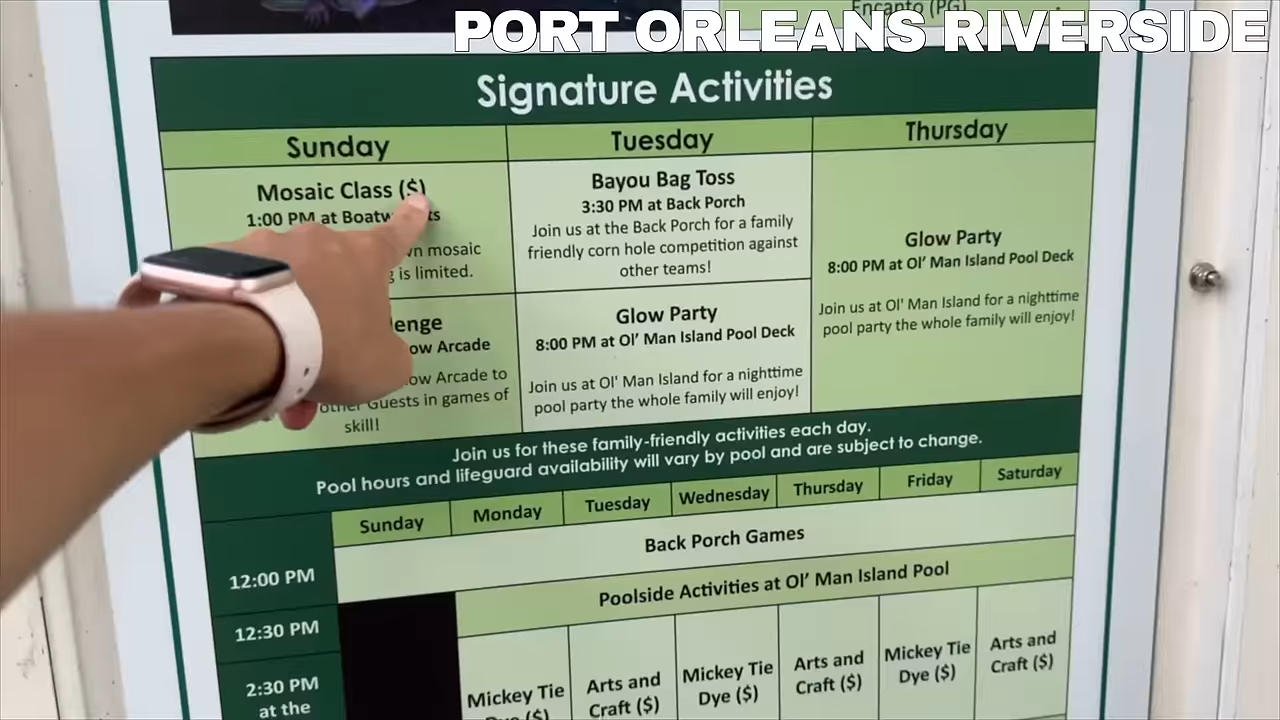 Encanto (PG)
PORT ORLEANS RIVERSIDE
Signature Activities
Sunday
Tuesday
Thursday
Mosaic Class ($)
1:00 PM at
mosaic
is limited.
Arcade
Arcade to
other Guests in games of
skill!
Bayou Bag Toss
3:30 PM at Back Porch
Join us at the Back Porch for a family
friendly corn hole competition against
other teams!
Glow Party
8:00 PM at Ol' Man Island Pool Deck
Join us at Ol' Man Island for a nighttime
pool party the whole family will enjoy!
Glow Party
8:00 PM at Ol' Man Island Pool Deck
Join us at Ol' Man Island for a nighttime
pool party the whole family will enjoy!
Join us for these family-friendly activities each day.
Pool hours and lifeguard availability will vary by pool and are subject to change.
Sunday Monday Tuesday Wednesday Thursday Friday Saturday
12:00 PM
Back Porch Games
12:30 PM
Poolside Activities at Ol' Man Island Pool
2:30 PM
at the
Mickey Tie
Arts and
Craft ($)
Mickey Tie
Dye ($)
Arts and
Craft ($)
Mickey Tie
Dye ($)
Arts and
Craft ($)